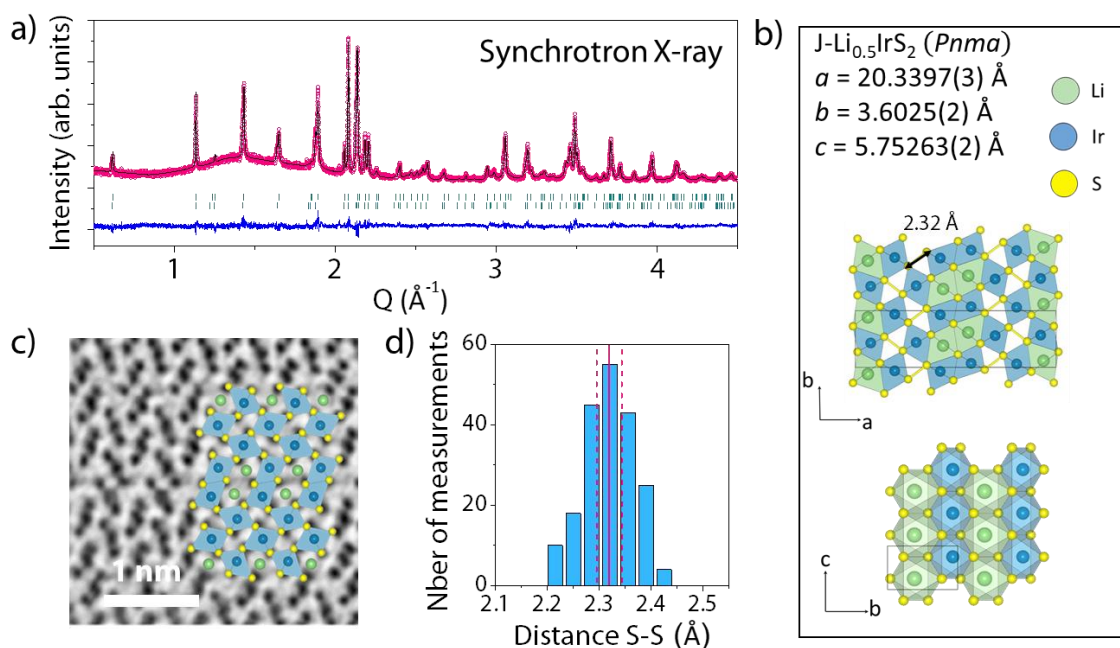 a)
Synchrotron X-ray
Intensity (arb. units)
1
2
3
4
Q (Å⁻¹)
b)
J-Li₀.₅IrS₂ (Pnma)
a = 20.3397(3) Å
b = 3.6025(2) Å
c = 5.75263(2) Å
Li
Ir
S
2.32 Å
b
a
c
b
c)
1 nm
d)
Nber of measurements
60
40
20
0
2.1
2.2
2.3
2.4
2.5
Distance S-S (Å)